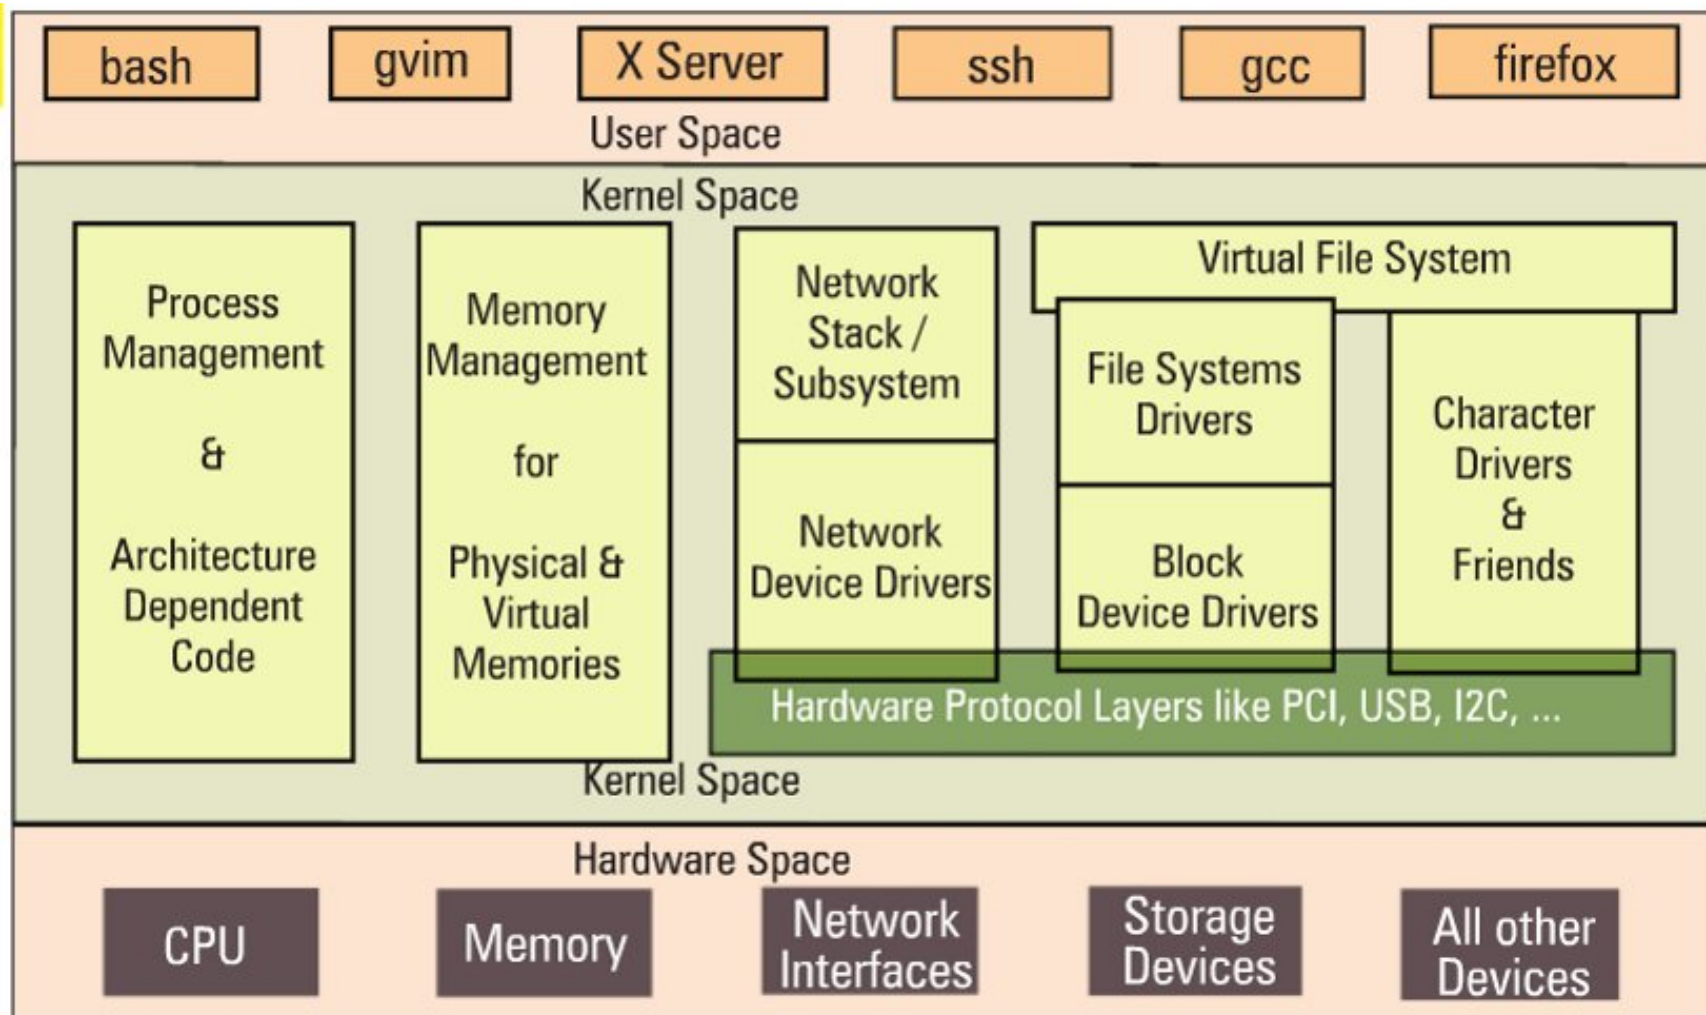 bash
gvim
X Server
ssh
gcc
firefox
User Space
Kernel Space
Process
Management
&
Architecture
Dependent
Code
Memory
Management
for
Physical &
Virtual
Memories
Network
Stack /
Subsystem
Network
Device Drivers
Virtual File System
File Systems
Drivers
Block
Device Drivers
Character
Drivers
&
Friends
Hardware Protocol Layers like PCI, USB, I2C, ...
Kernel Space
Hardware Space
CPU
Memory
Network
Interfaces
Storage
Devices
All other
Devices